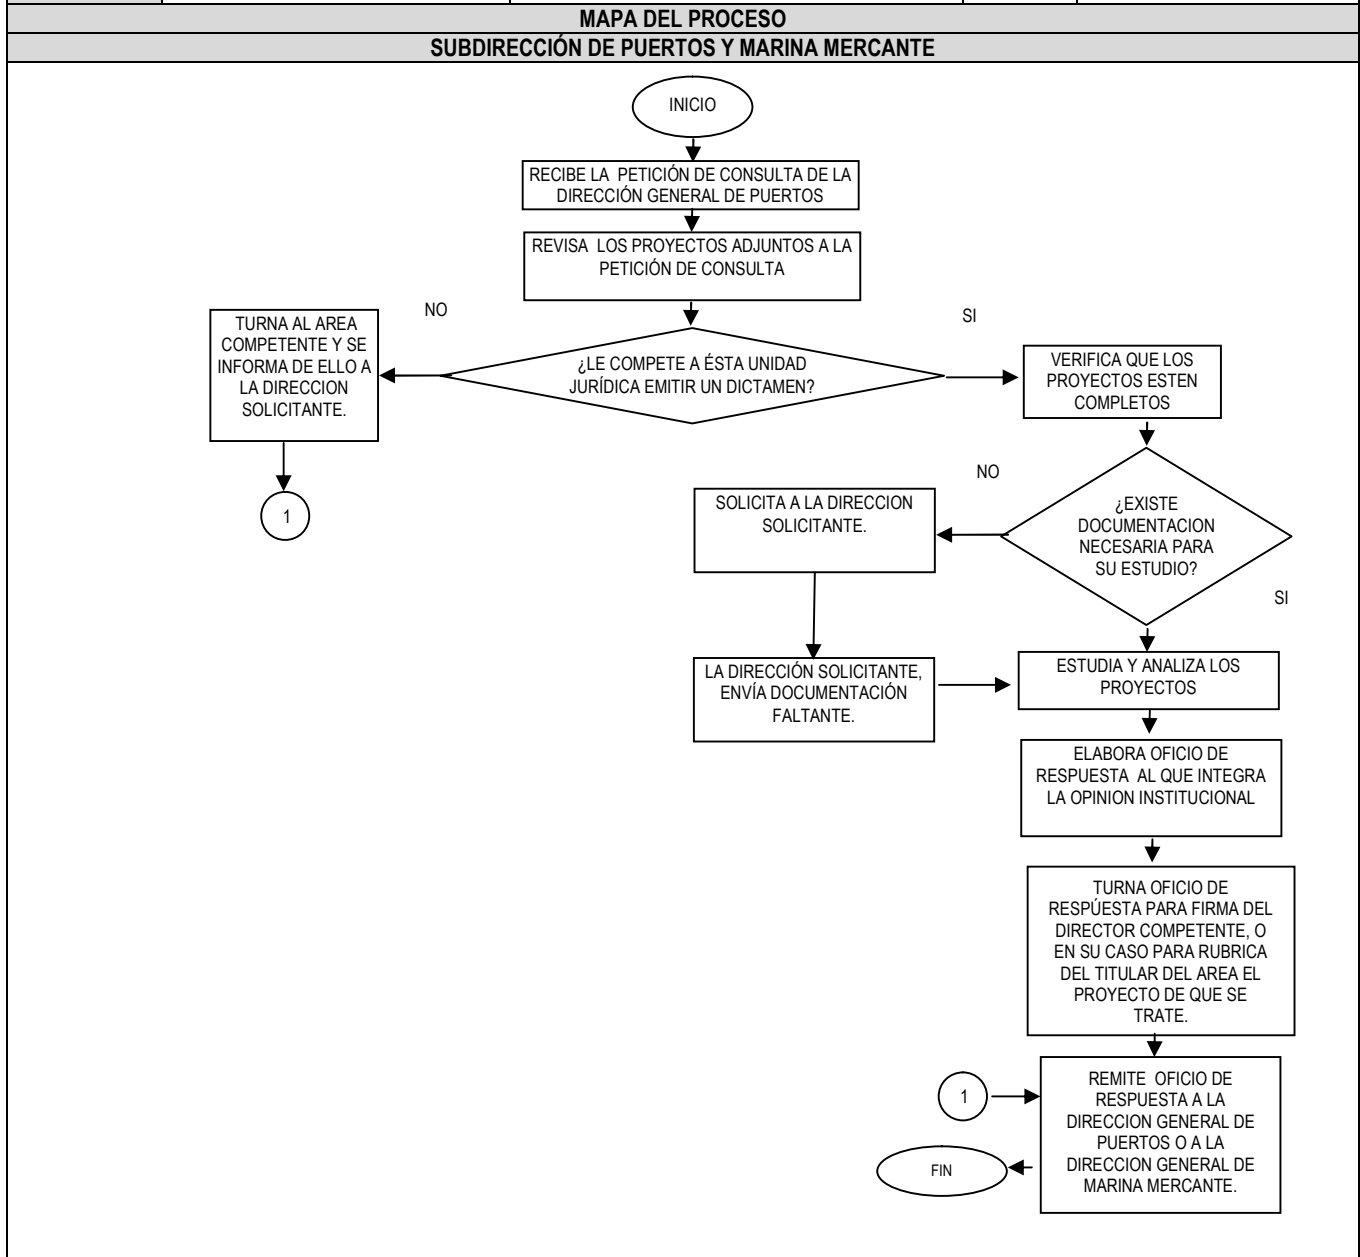 MAPA DEL PROCESO
SUBDIRECCIÓN DE PUERTOS Y MARINA MERCANTE
INICIO
RECIBE LA PETICIÓN DE CONSULTA DE LA
DIRECCIÓN GENERAL DE PUERTOS
REVISA LOS PROYECTOS ADJUNTOS A LA
PETICIÓN DE CONSULTA
NO
SI
TURNA AL AREA
COMPETENTE Y SE
INFORMA DE ELLO A
LA DIRECCION
SOLICITANTE.
¿LE COMPETE A ÉSTA UNIDAD
JURÍDICA EMITIR UN DICTAMEN?
VERIFICA QUE LOS
PROYECTOS ESTEN
COMPLETOS
1
NO
SOLICITA A LA DIRECCION
SOLICITANTE.
¿EXISTE
DOCUMENTACION
NECESARIA PARA
SU ESTUDIO?
SI
LA DIRECCIÓN SOLICITANTE,
ENVÍA DOCUMENTACIÓN
FALTANTE.
ESTUDIA Y ANALIZA LOS
PROYECTOS
ELABORA OFICIO DE
RESPUESTA AL QUE INTEGRA
LA OPINION INSTITUCIONAL
TURNA OFICIO DE
RESPÚESTA PARA FIRMA DEL
DIRECTOR COMPETENTE, O
EN SU CASO PARA RUBRICA
DEL TITULAR DEL AREA EL
PROYECTO DE QUE SE
TRATE.
1
REMITE OFICIO DE
RESPUESTA A LA
DIRECCION GENERAL DE
PUERTOS O A LA
DIRECCION GENERAL DE
MARINA MERCANTE.
FIN